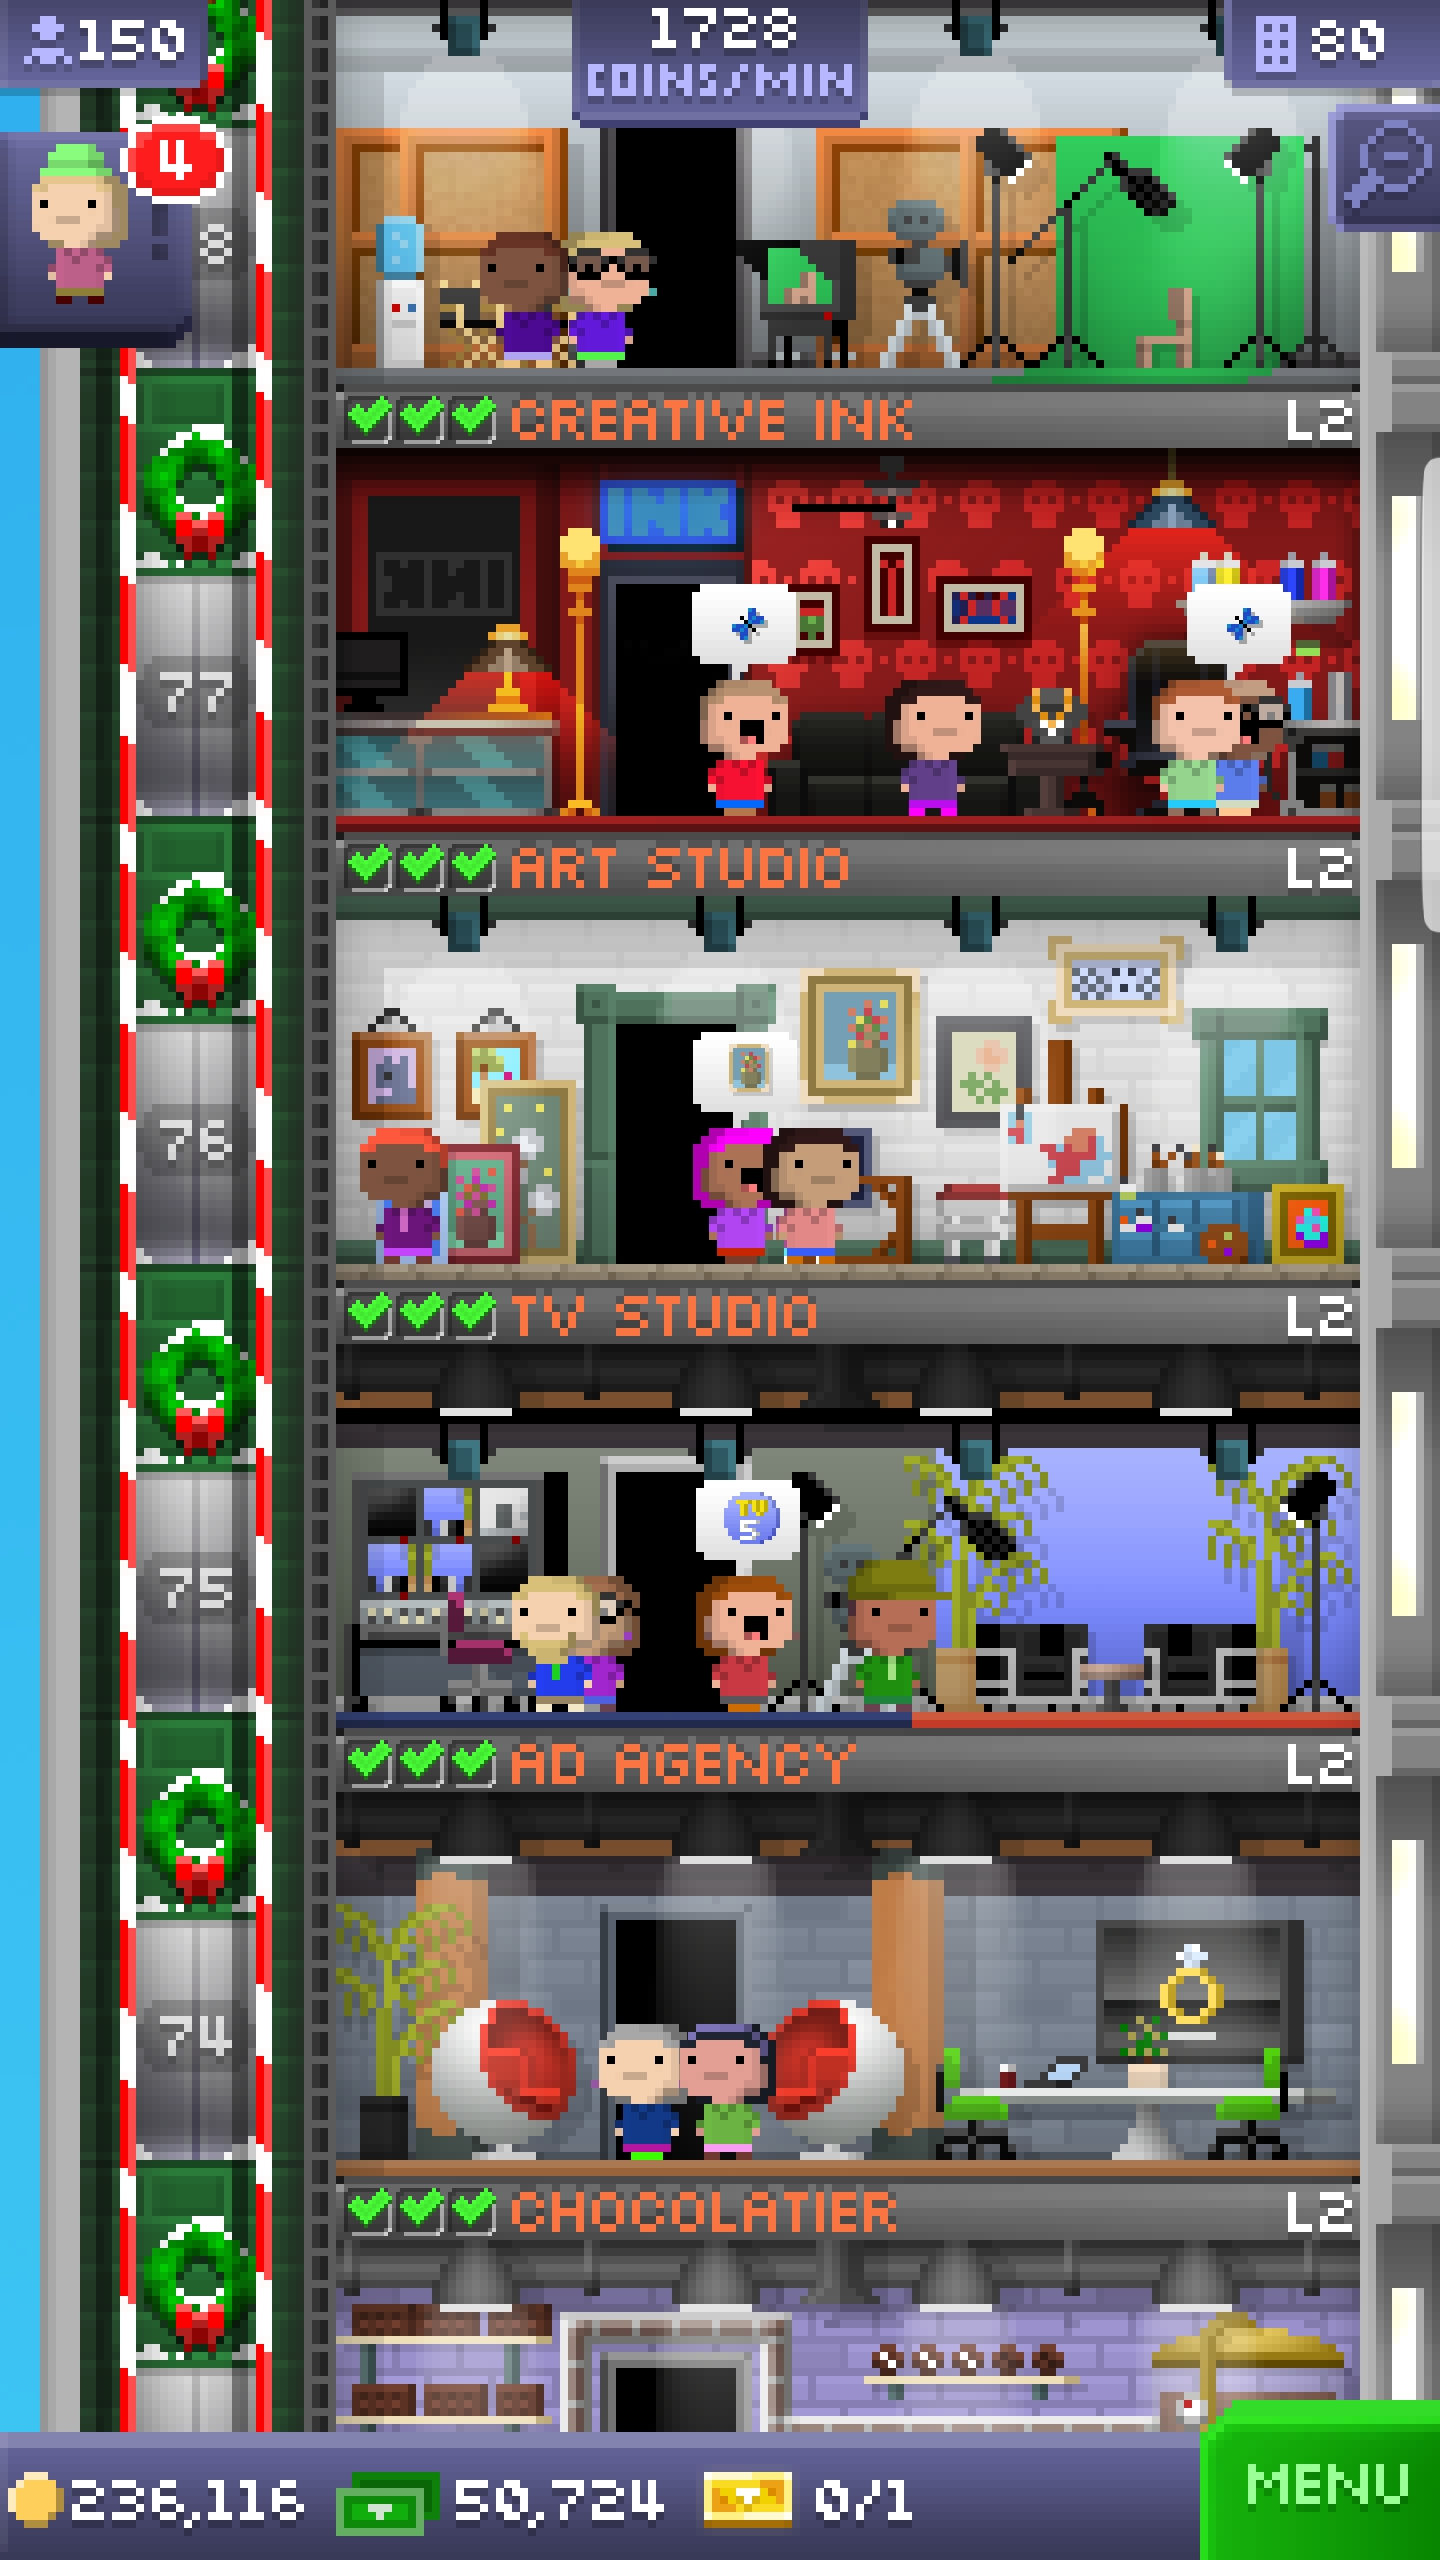 150
1728
COINS/MIN
80
4
8
CREATIVE INK
L2
INK
INK
77
ART STUDIO
L2
76
TV STUDIO
L2
TV
5
75
AD AGENCY
L2
74
CHOCOLATIER
L2
236,116
50,724
0/1
MENU